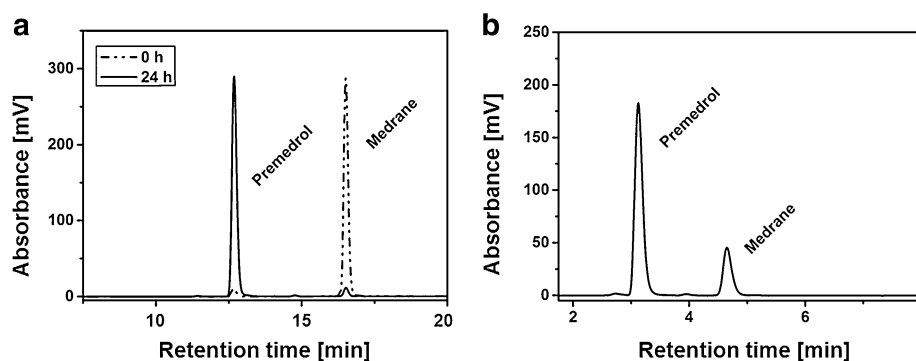 a
0 h
24 h
Premedrol
Medrane
Absorbance [mV]
300
200
100
0
10
15
20
Retention time [min]
b
Premedrol
Medrane
Absorbance [mV]
250
200
150
100
50
0
2
4
6
Retention time [min]